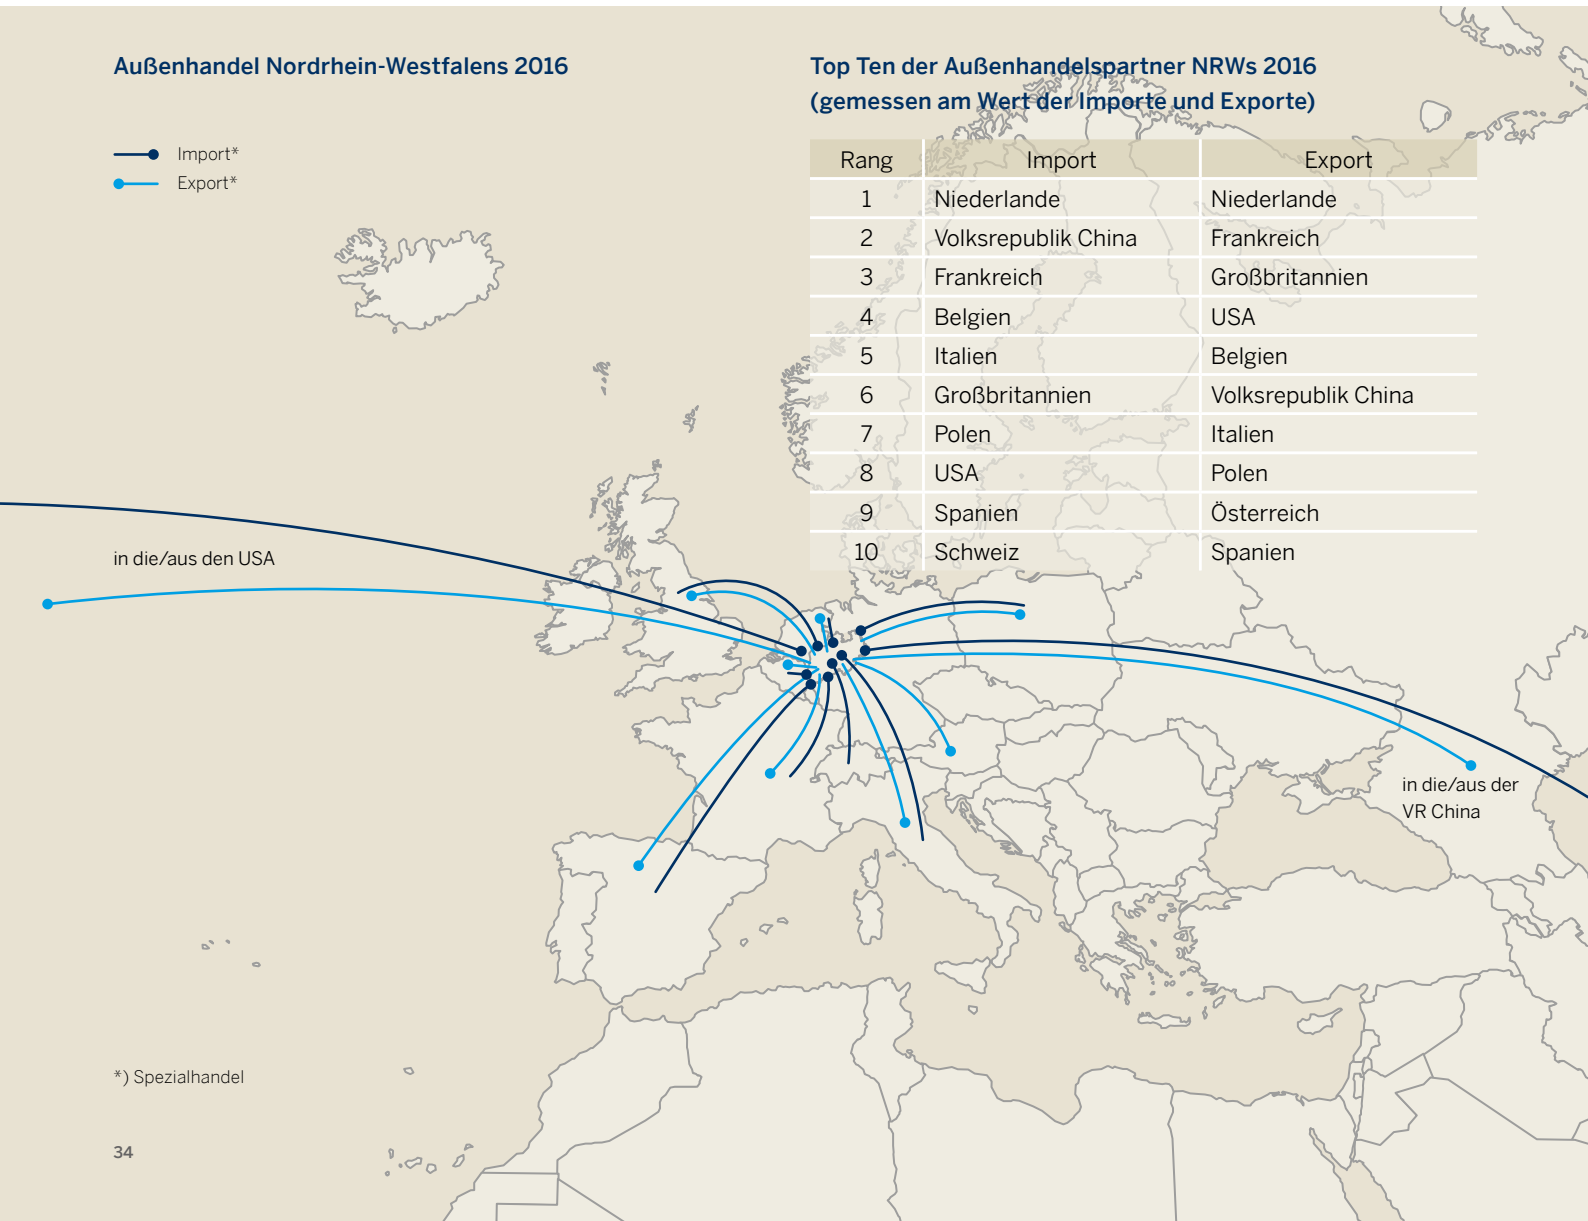 Außenhandel Nordrhein-Westfalens 2016
Import*
Export*
Top Ten der Außenhandelspartner NRWs 2016
(gemessen am Wert der Importe und Exporte)
Rang Import Export
1 Niederlande Niederlande
2 Volksrepublik China Frankreich
3 Frankreich Großbritannien
4 Belgien USA
5 Italien Belgien
6 Großbritannien Volksrepublik China
7 Polen Italien
8 USA Polen
9 Spanien Österreich
10 Schweiz Spanien
in die/aus den USA
in die/aus der
VR China
*) Spezialhandel
34